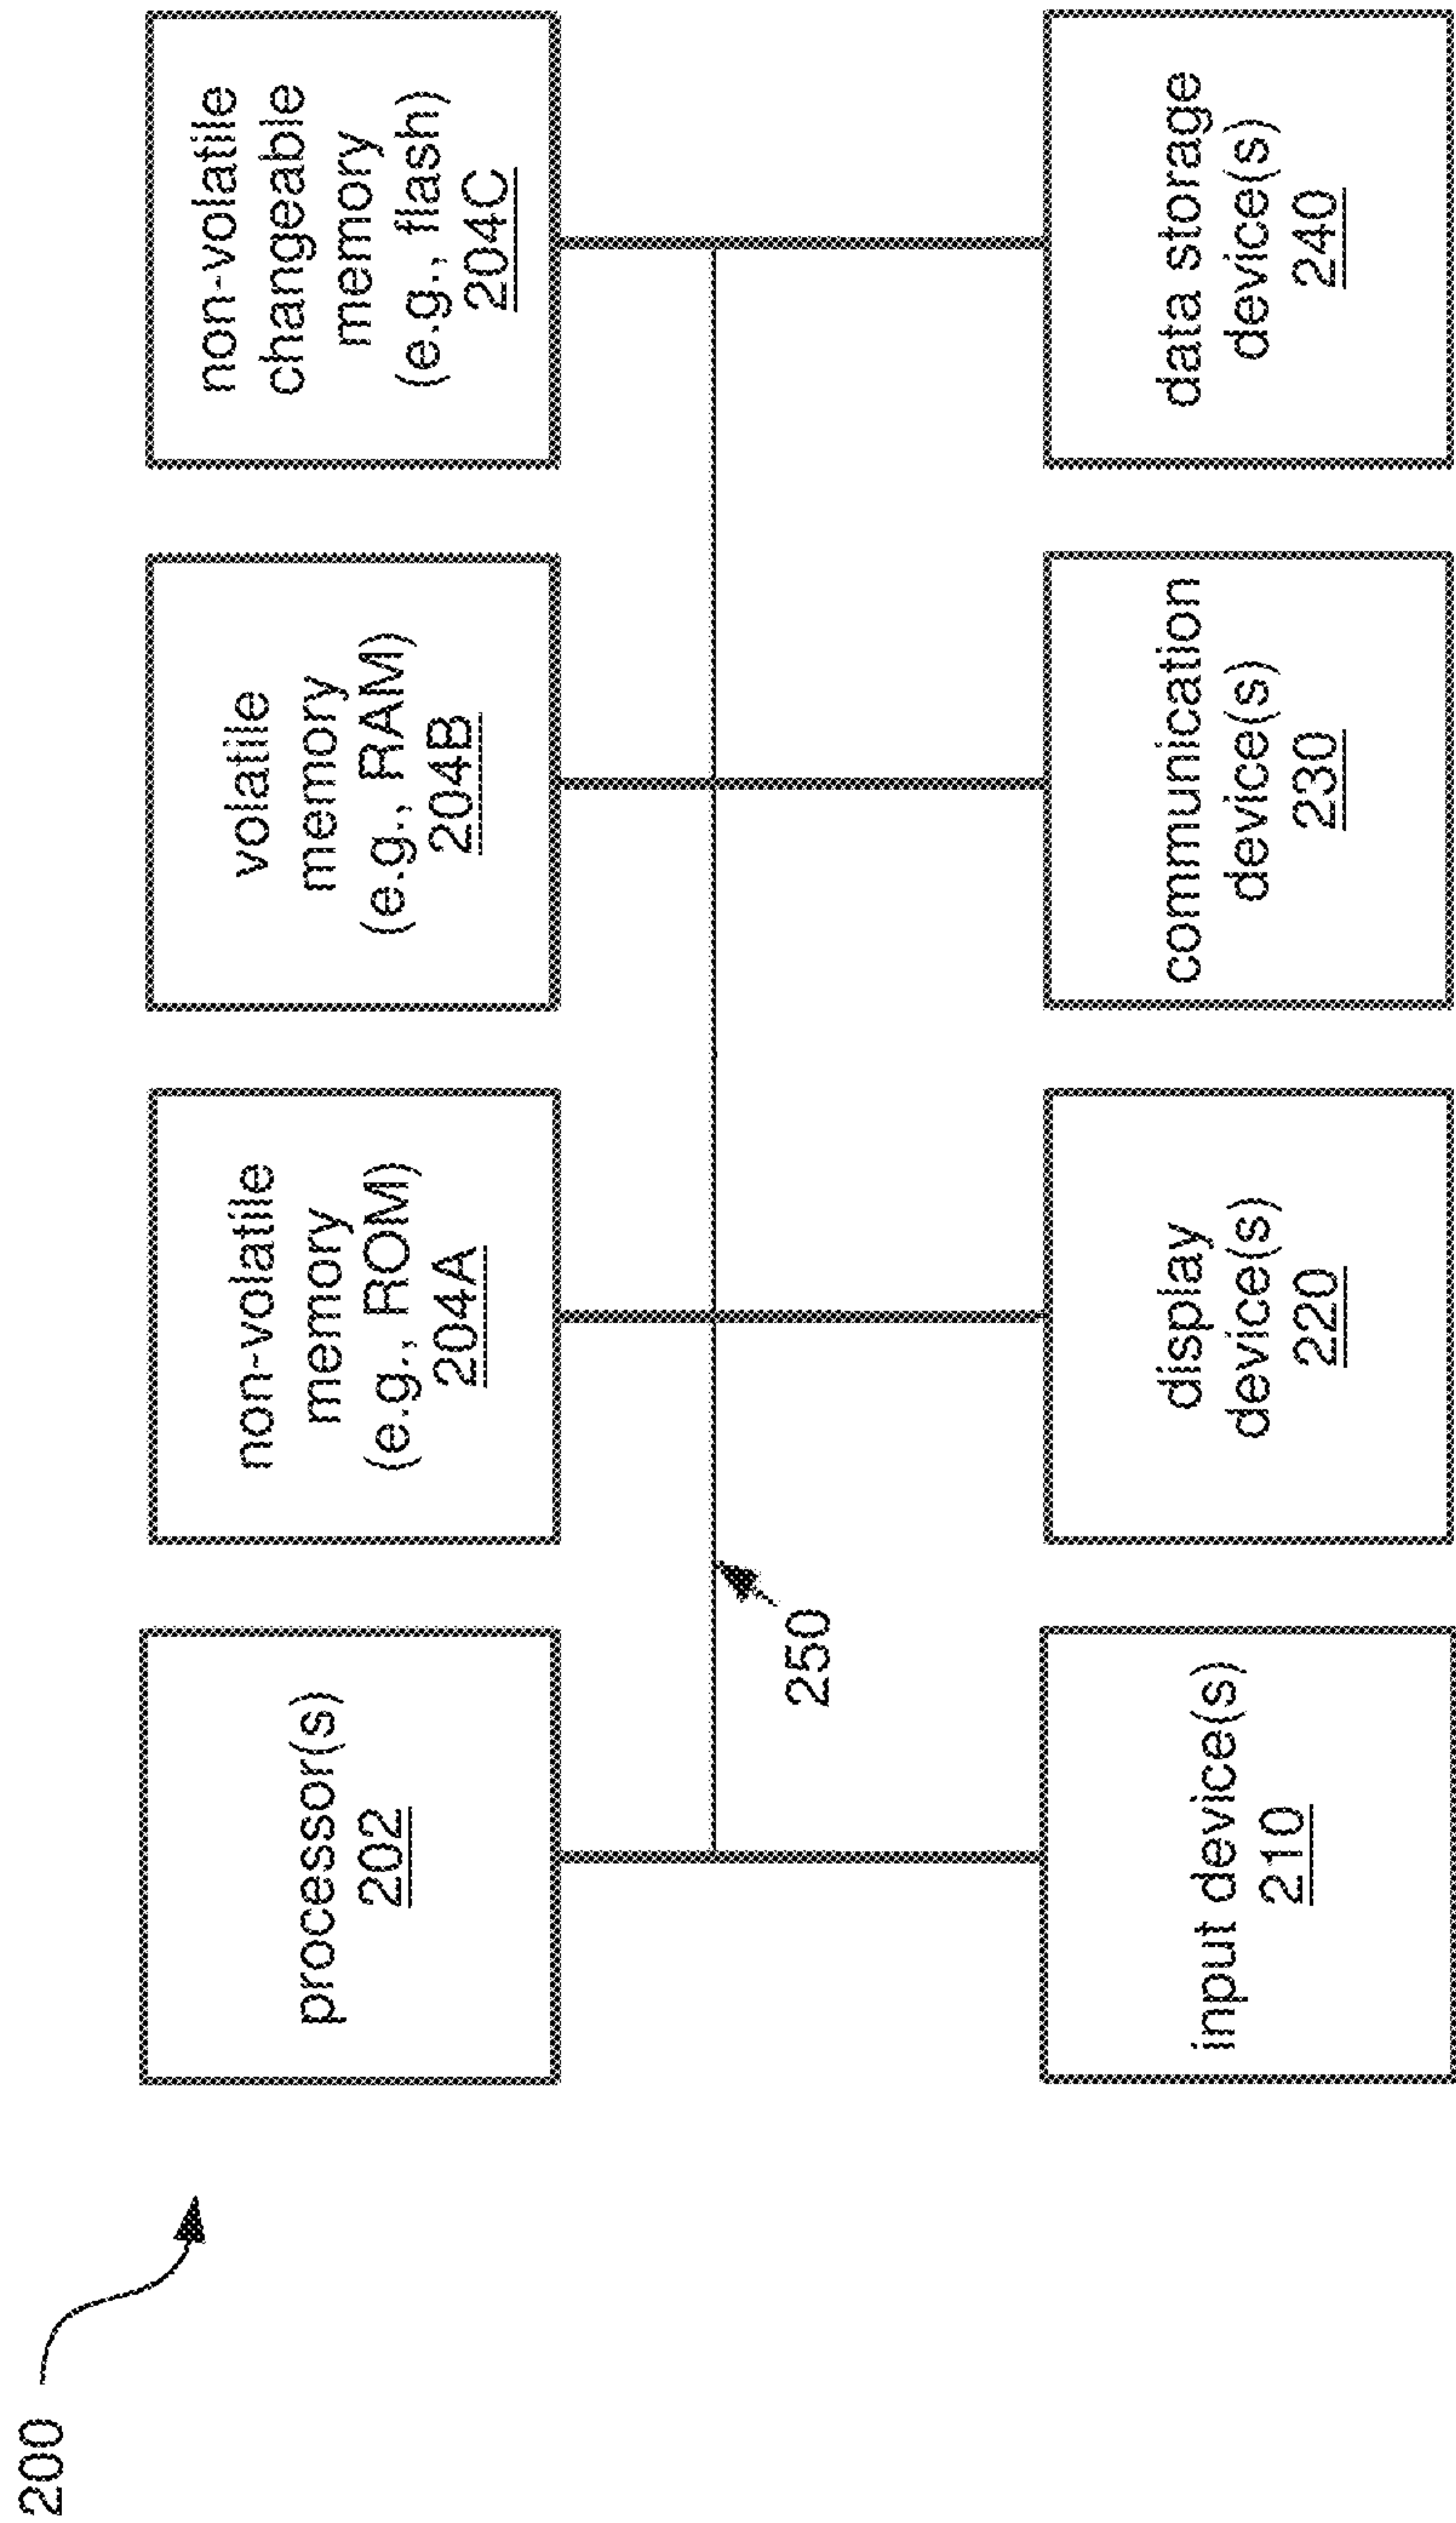 200
processor(s)
202
non-volatile
memory
(e.g., ROM)
204A
volatile
memory
(e.g., RAM)
204B
non-volatile
changeable
memory
(e.g., flash)
204C
250
input device(s)
210
display
device(s)
220
communication
device(s)
230
data storage
device(s)
240